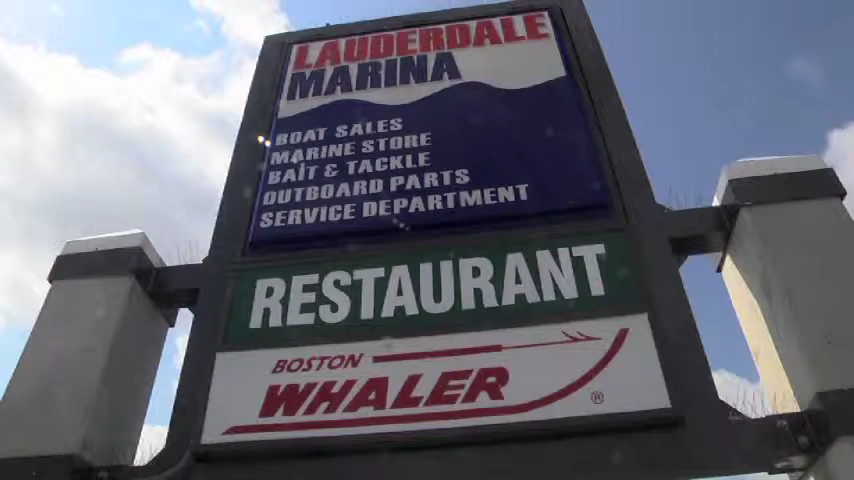 LAUDERDALE
MARINA
BOAT SALES
MARINE STORE
BAIT & TACKLE
OUTBOARD PARTS
SERVICE DEPARTMENT
RESTAURANT
BOSTON
WHALER ®